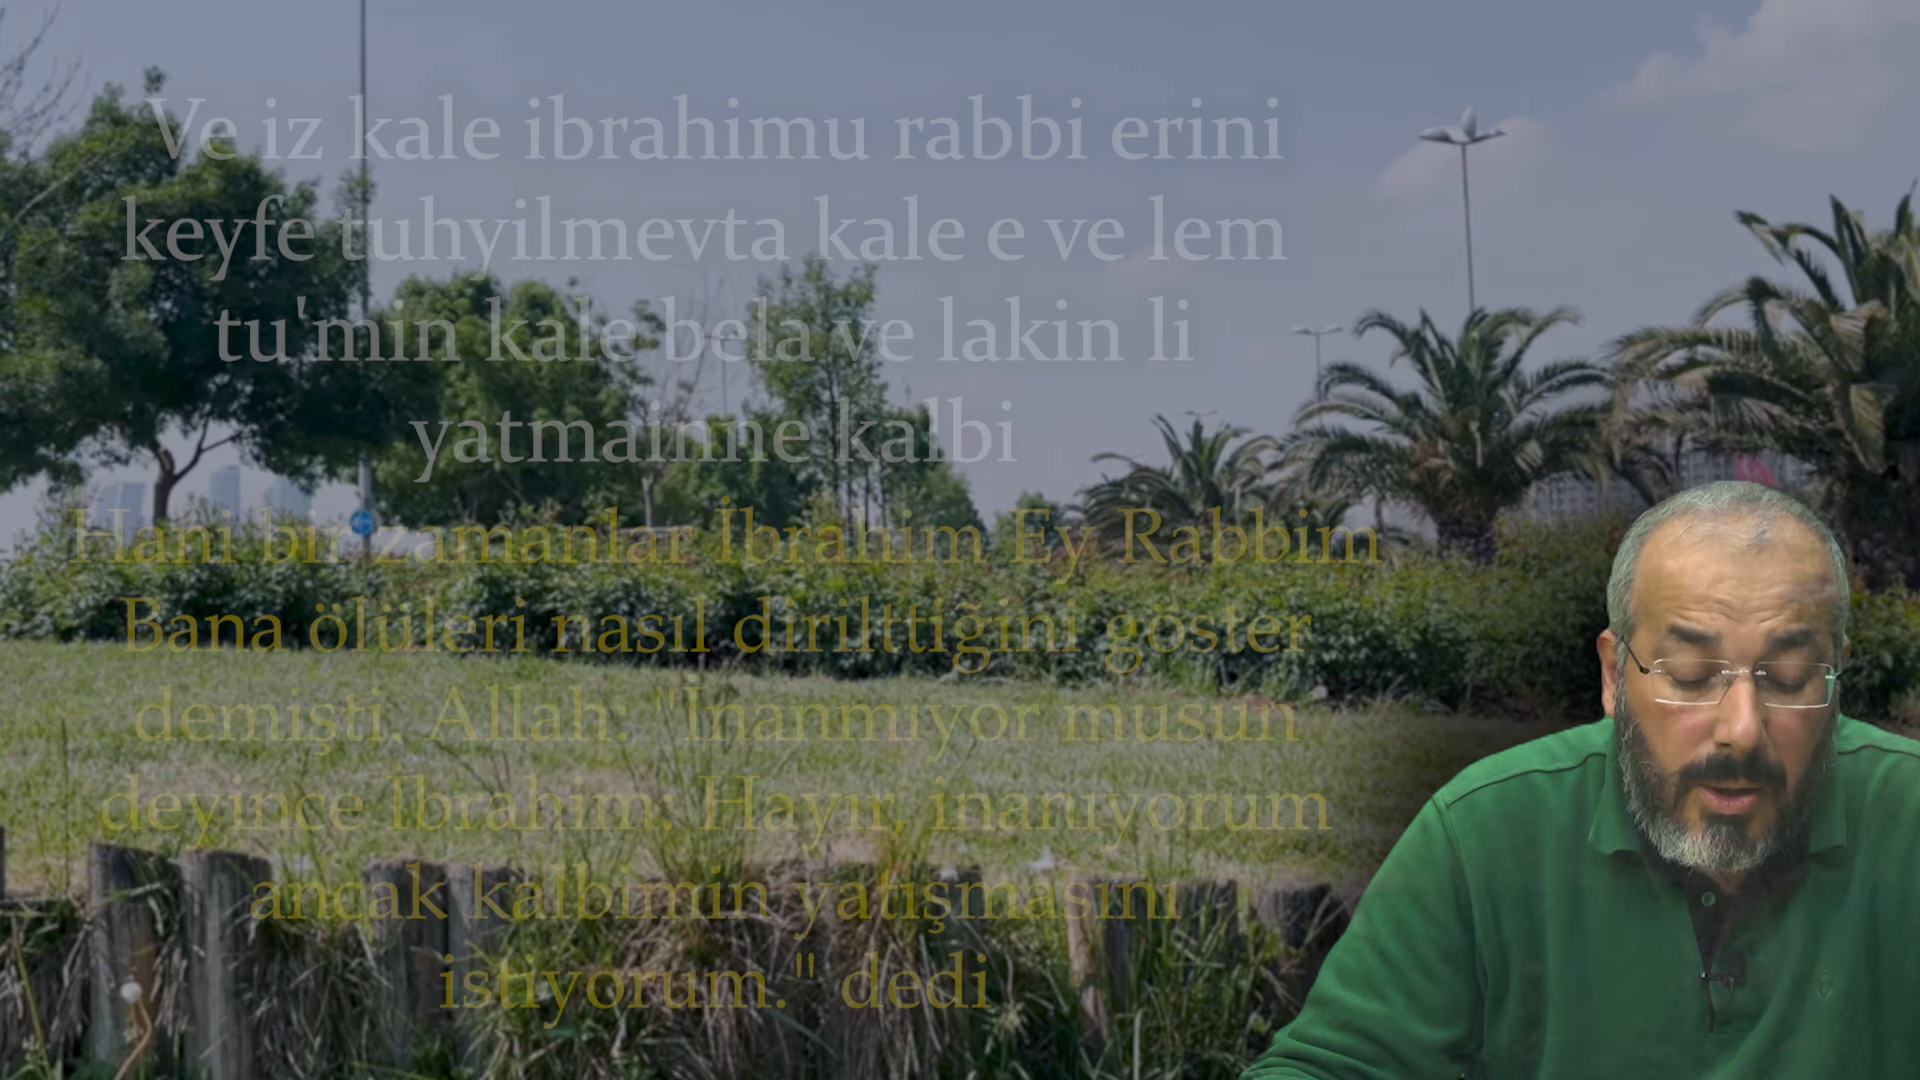 Ve iz kale ibrahimu rabbi erini
keyfe tuhyilmevta kale e ve lem
tu'min kale bela ve lakin li
yatmainne kalbi
Hani bir zamanlar İbrahim Ey Rabbim
Bana ölüleri nasıl dirilttiğini göster
demişti. Allah: "İnanmıyor musun
deyince İbrahim: Hayır, inanıyorum
ancak kalbimin yatışmasını
istiyorum." dedi